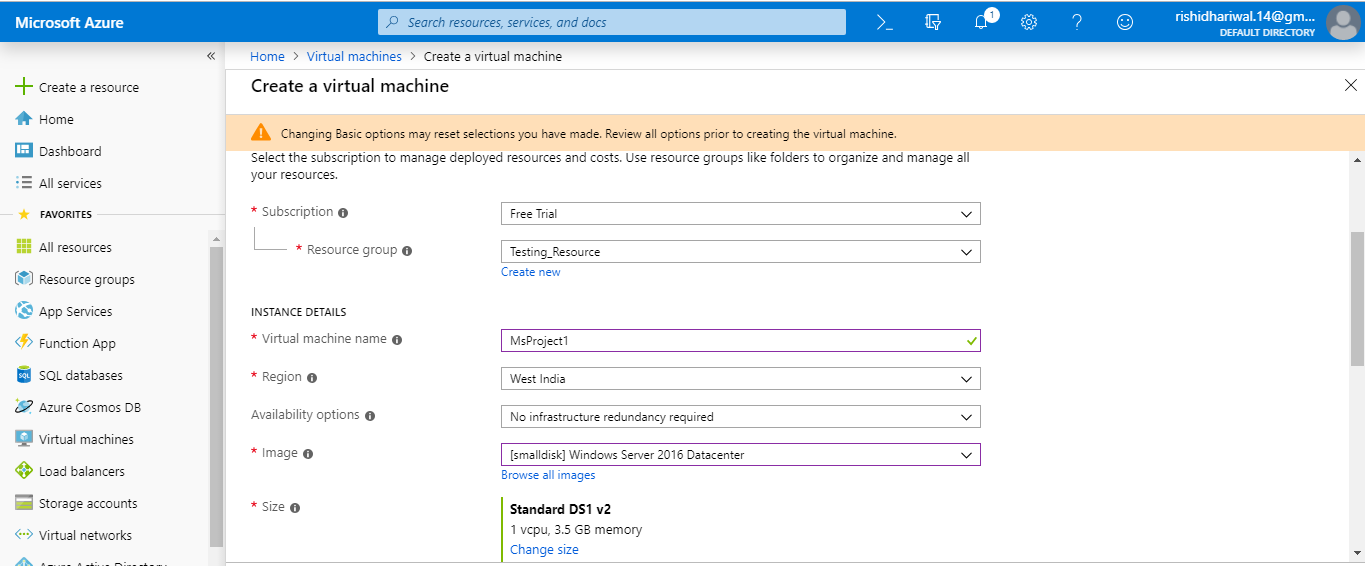 Microsoft Azure
Search resources, services, and docs
1
rishidhariwal.14@gm...
DEFAULT DIRECTORY
«
Home > Virtual machines > Create a virtual machine
Create a resource
Home
Dashboard
All services
FAVORITES
All resources
Resource groups
App Services
Function App
SQL databases
Azure Cosmos DB
Virtual machines
Load balancers
Storage accounts
Virtual networks
Azure Active Directory
Create a virtual machine
Changing Basic options may reset selections you have made. Review all options prior to creating the virtual machine.
Select the subscription to manage deployed resources and costs. Use resource groups like folders to organize and manage all
your resources.
* Subscription
Free Trial
* Resource group
Testing_Resource
Create new
INSTANCE DETAILS
* Virtual machine name
MsProject1
* Region
West India
Availability options
No infrastructure redundancy required
* Image
[smalldisk] Windows Server 2016 Datacenter
Browse all images
* Size
Standard DS1 v2
1 vcpu, 3.5 GB memory
Change size